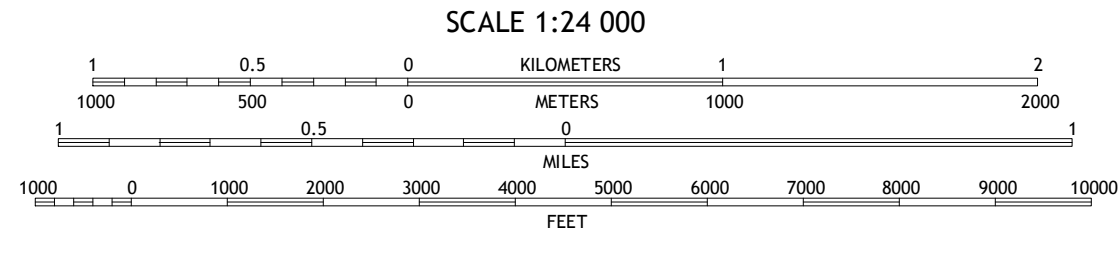 SCALE 1:24 000
1 0.5 0 KILOMETERS 1 2
1000 500 0 METERS 1000 2000
1 0.5 0 1
MILES
1000 0 1000 2000 3000 4000 5000 6000 7000 8000 9000 10000
FEET